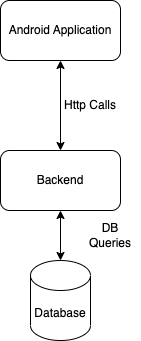 Android Application
Http Calls
Backend
DB
Queries
Database